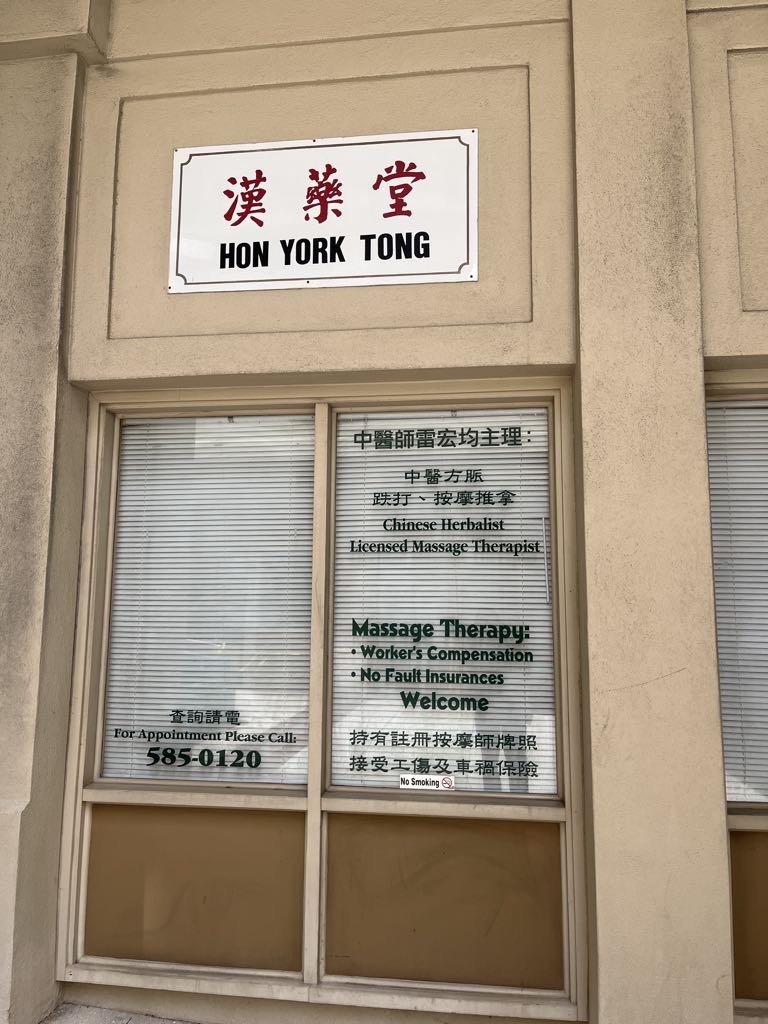 漢藥堂
HON YORK TONG
中醫師雷宏均主理：
中醫方脈
跌打、按摩推拿
Chinese Herbalist
Licensed Massage Therapist
Massage Therapy:
• Worker's Compensation
• No Fault Insurances
Welcome
持有註冊按摩師牌照
接受工傷及車禍保險
No Smoking
查詢請電
For Appointment Please Call:
585-0120